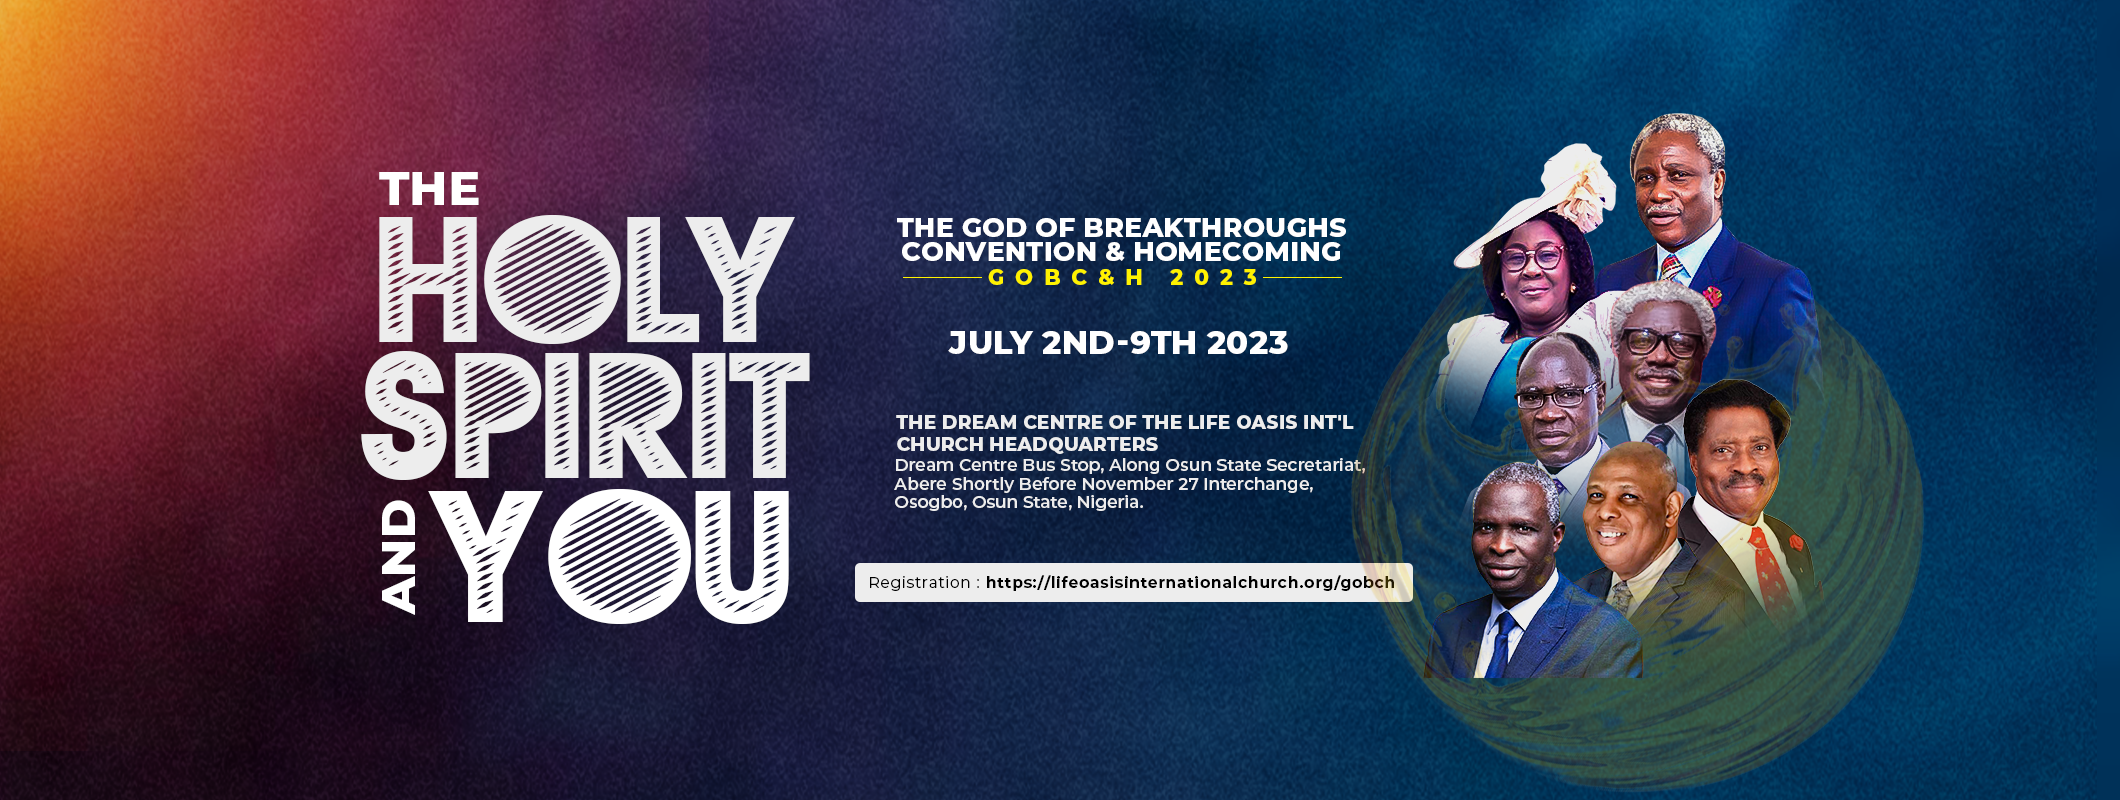 THE
HOLY
SPIRIT
AND YOU
THE GOD OF BREAKTHROUGHS
CONVENTION & HOMECOMING
GOBC&H 2023
JULY 2ND-9TH 2023
THE DREAM CENTRE OF THE LIFE OASIS INT'L
CHURCH HEADQUARTERS
Dream Centre Bus Stop, Along Osun State Secretariat,
Abere Shortly Before November 27 Interchange,
Osogbo, Osun State, Nigeria.
Registration : https://lifeoasisinternationalchurch.org/gobch